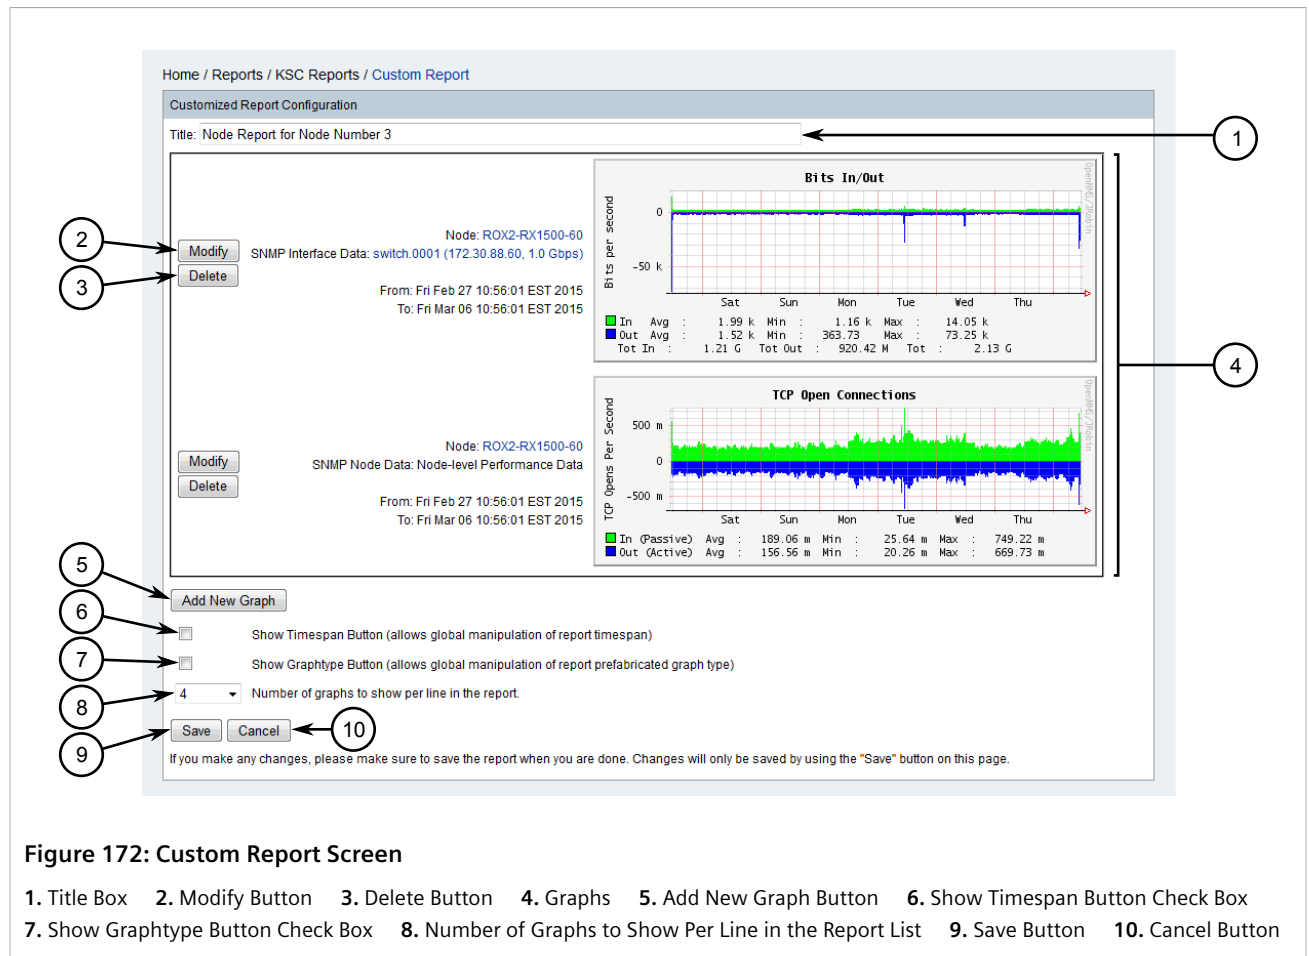 Home / Reports / KSC Reports / Custom Report
Customized Report Configuration
Title: Node Report for Node Number 3
1
Modify
Delete
2
3
Node: ROX2-RX1500-60
SNMP Interface Data: switch.0001 (172.30.88.60, 1.0 Gbps)
From: Fri Feb 27 10:56:01 EST 2015
To: Fri Mar 06 10:56:01 EST 2015
Bits In/Out
OpenNMS/JRobin
Bits per second
0
-50 k
Sat Sun Mon Tue Wed Thu
In Avg : 1.99 k Min : 1.16 k Max : 14.05 k
Out Avg : 1.52 k Min : 363.73 Max : 73.25 k
Tot In : 1.21 G Tot Out : 920.42 M Tot : 2.13 G
4
Modify
Delete
Node: ROX2-RX1500-60
SNMP Node Data: Node-level Performance Data
From: Fri Feb 27 10:56:01 EST 2015
To: Fri Mar 06 10:56:01 EST 2015
TCP Open Connections
OpenNMS/JRobin
TCP Opens Per Second
500 m
0
-500 m
Sat Sun Mon Tue Wed Thu
In (Passive) Avg : 189.06 m Min : 25.64 m Max : 749.22 m
Out (Active) Avg : 156.56 m Min : 20.26 m Max : 669.73 m
5
Add New Graph
6
Show Timespan Button (allows global manipulation of report timespan)
7
Show Graphtype Button (allows global manipulation of report prefabricated graph type)
8
4 Number of graphs to show per line in the report.
9
Save Cancel
10
If you make any changes, please make sure to save the report when you are done. Changes will only be saved by using the "Save" button on this page.
Figure 172: Custom Report Screen
1. Title Box 2. Modify Button 3. Delete Button 4. Graphs 5. Add New Graph Button 6. Show Timespan Button Check Box
7. Show Graphtype Button Check Box 8. Number of Graphs to Show Per Line in the Report List 9. Save Button 10. Cancel Button